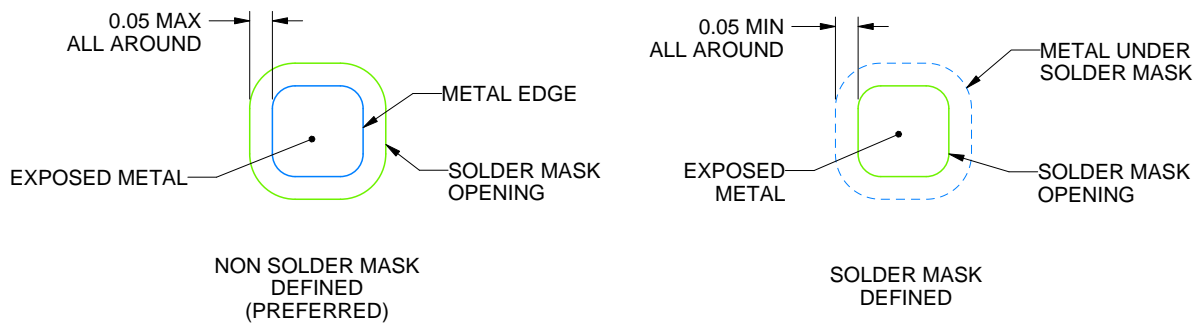 0.05 MAX
ALL AROUND
METAL EDGE
EXPOSED METAL
SOLDER MASK
OPENING
NON SOLDER MASK
DEFINED
(PREFERRED)
0.05 MIN
ALL AROUND
METAL UNDER
SOLDER MASK
EXPOSED
METAL
SOLDER MASK
OPENING
SOLDER MASK
DEFINED